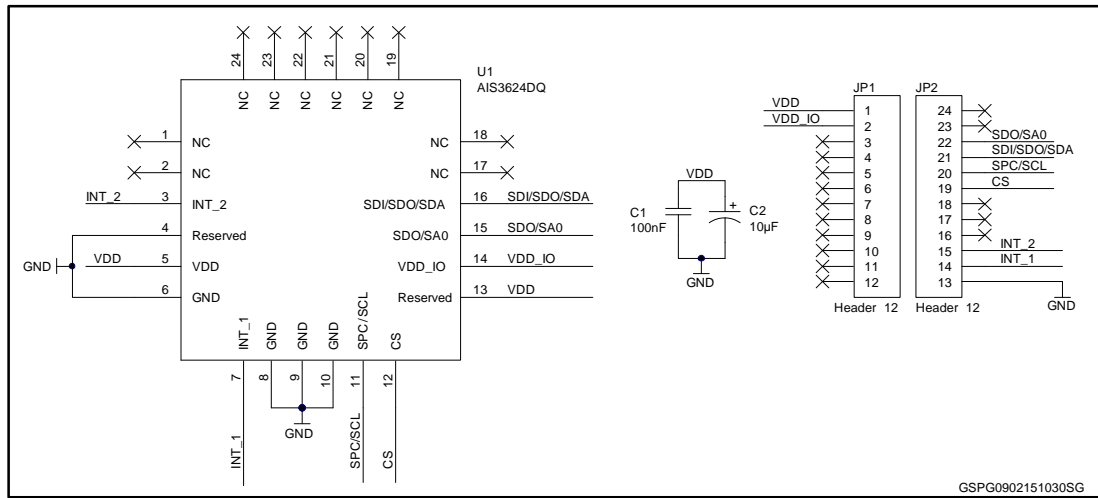 24
23
22
21
20
19
NC
NC
NC
NC
NC
NC
U1
AIS3624DQ
1
NC
2
NC
INT_2
3
INT_2
4
Reserved
GND
VDD
5
VDD
6
GND
NC
18
NC
17
SDI/SDO/SDA
16
SDI/SDO/SDA
SDO/SA0
15
SDO/SA0
VDD_IO
14
VDD_IO
Reserved
13
VDD
INT_1
GND
GND
GND
SPC/SCL
CS
7
8
9
10
11
12
GND
INT_1
SPC/SCL
CS
VDD
C1
100nF
C2
10µF
+
GND
JP1
VDD
1
VDD_IO
2
3
4
5
6
7
8
9
10
11
12
Header 12
JP2
24
23
22
SDO/SA0
21
SDI/SDO/SDA
20
SPC/SCL
19
CS
18
17
16
15
INT_2
14
INT_1
13
GND
Header 12
GSPG0902151030SG